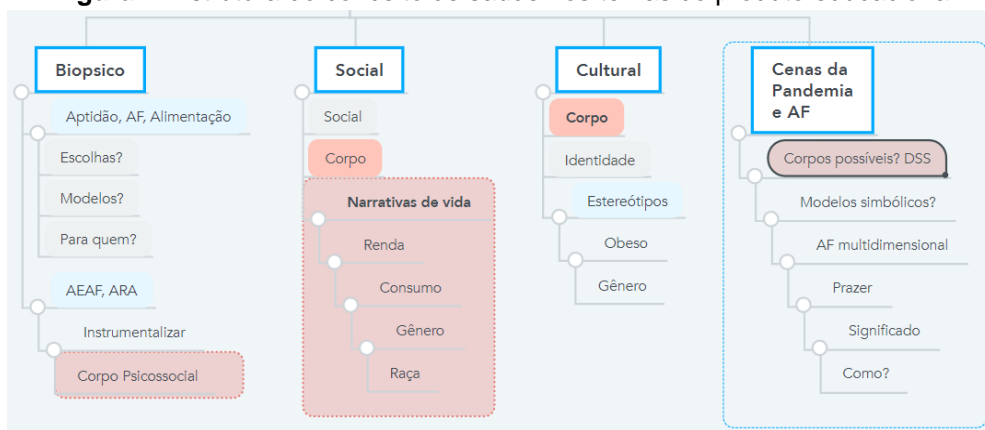 Biopsico
Aptidão, AF, Alimentação
Escolhas?
Modelos?
Para quem?
AEAF, ARA
Instrumentalizar
Corpo Psicossocial
Social
Social
Corpo
Narrativas de vida
Renda
Consumo
Gênero
Raça
Cultural
Corpo
Identidade
Estereótipos
Obeso
Gênero
Cenas da
Pandemia
e AF
Corpos possíveis? DSS
Modelos simbólicos?
AF multidimensional
Prazer
Significado
Como?